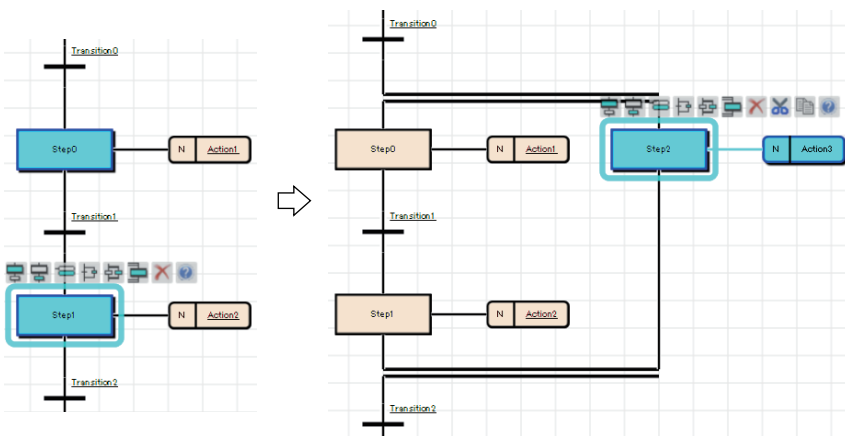 Transition0
Step0
N
Action1
Transition1
Step1
N
Action2
Transition2
Transition0
Step0
N
Action1
Step2
N
Action3
Transition1
Step1
N
Action2
Transition2